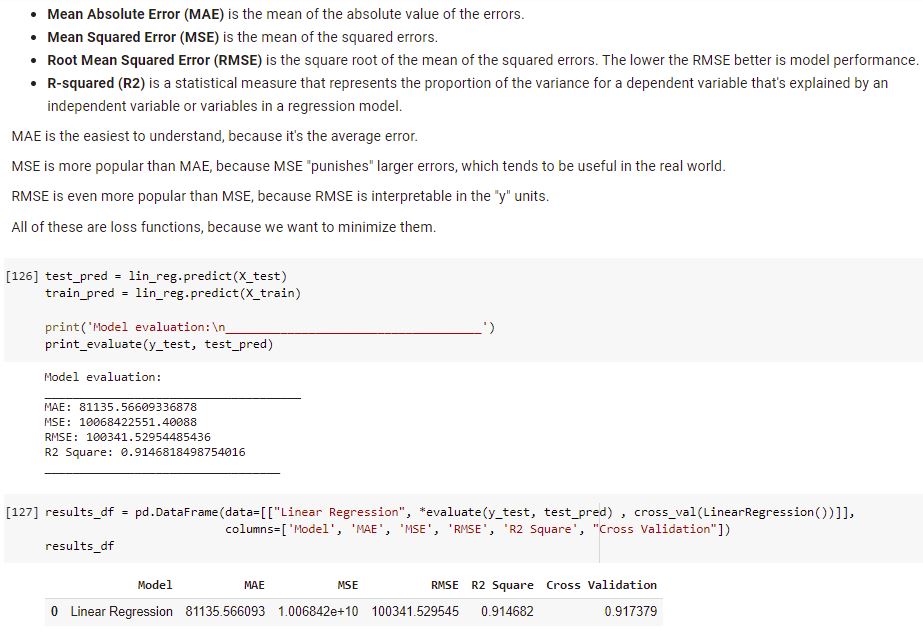 • Mean Absolute Error (MAE) is the mean of the absolute value of the errors.
• Mean Squared Error (MSE) is the mean of the squared errors.
• Root Mean Squared Error (RMSE) is the square root of the mean of the squared errors. The lower the RMSE better is model performance.
• R-squared (R2) is a statistical measure that represents the proportion of the variance for a dependent variable that's explained by an
independent variable or variables in a regression model.
MAE is the easiest to understand, because it's the average error.
MSE is more popular than MAE, because MSE "punishes" larger errors, which tends to be useful in the real world.
RMSE is even more popular than MSE, because RMSE is interpretable in the "y" units.
All of these are loss functions, because we want to minimize them.
[126] test_pred = lin_reg.predict(X_test)
train_pred = lin_reg.predict(X_train)
print('Model evaluation:\n____________________________________')
print_evaluate(y_test, test_pred)
Model evaluation:
____________________________________
MAE: 81135.56609336878
MSE: 10068422551.40088
RMSE: 100341.52954485436
R2 Square: 0.9146818498754016
_________________________________
[127] results_df = pd.DataFrame(data=[["Linear Regression", *evaluate(y_test, test_pred) , cross_val(LinearRegression())]],
columns=['Model', 'MAE', 'MSE', 'RMSE', 'R2 Square', "Cross Validation"])
results_df
Model MAE MSE RMSE R2 Square Cross Validation
0 Linear Regression 81135.566093 1.006842e+10 100341.529545 0.914682 0.917379